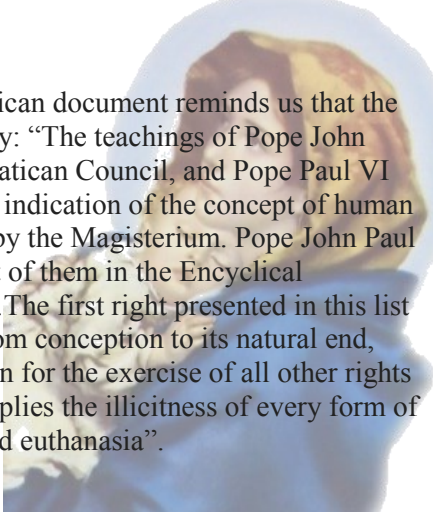 ican document reminds us that the
y: “The teachings of Pope John
atican Council, and Pope Paul VI
indication of the concept of human
by the Magisterium. Pope John Paul
of them in the Encyclical
The first right presented in this list
om conception to its natural end,
n for the exercise of all other rights
plies the illicitness of every form of
d euthanasia”.